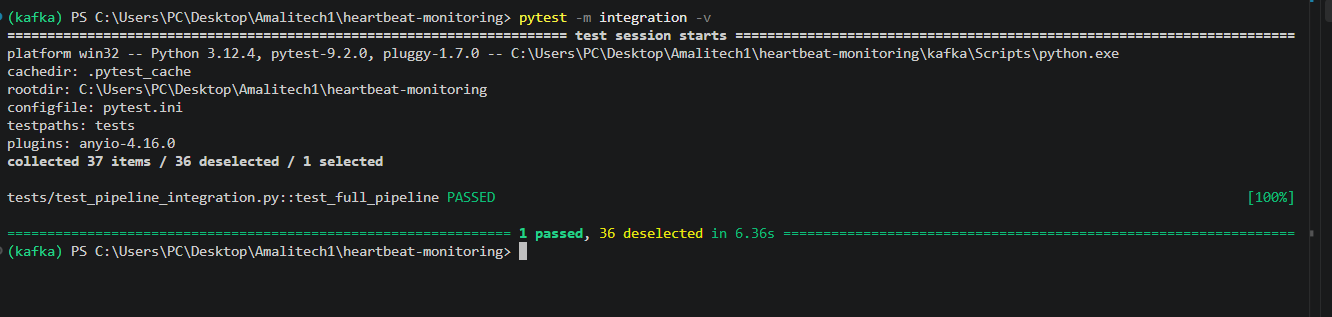 (kafka) PS C:\Users\PC\Desktop\Amalitech1\heartbeat-monitoring> pytest -m integration -v
======================================================================= test session starts =======================================================================
platform win32 -- Python 3.12.4, pytest-9.2.0, pluggy-1.7.0 -- C:\Users\PC\Desktop\Amalitech1\heartbeat-monitoring\kafka\Scripts\python.exe
cachedir: .pytest_cache
rootdir: C:\Users\PC\Desktop\Amalitech1\heartbeat-monitoring
configfile: pytest.ini
testpaths: tests
plugins: anyio-4.16.0
collected 37 items / 36 deselected / 1 selected
tests/test_pipeline_integration.py::test_full_pipeline PASSED [100%]
=============================================================== 1 passed, 36 deselected in 6.36s ================================================================
(kafka) PS C:\Users\PC\Desktop\Amalitech1\heartbeat-monitoring>